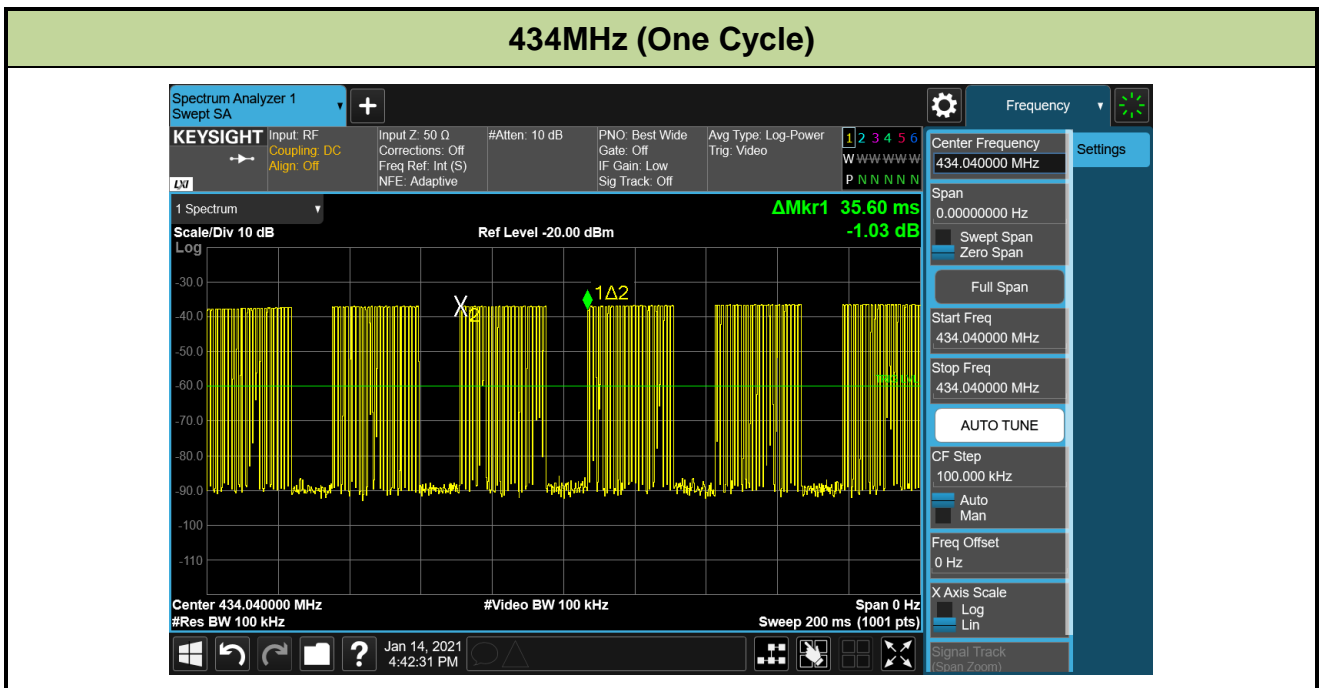 434MHz (One Cycle)
Spectrum Analyzer 1
Swept SA
Frequency
KEYSIGHT
LXI
Input: RF
Coupling: DC
Align: Off
Input Z: 50 Ω
Corrections: Off
Freq Ref: Int (S)
NFE: Adaptive
#Atten: 10 dB
PNO: Best Wide
Gate: Off
IF Gain: Low
Sig Track: Off
Avg Type: Log-Power
Trig: Video
1 2 3 4 5 6
W W W W W W
P N N N N N
1 Spectrum
Scale/Div 10 dB
Ref Level -20.00 dBm
ΔMkr1 35.60 ms
-1.03 dB
Log
-30.0
-40.0
-50.0
-60.0
-70.0
-80.0
-90.0
-100
-110
X2
1Δ2
Center 434.040000 MHz
#Video BW 100 kHz
Span 0 Hz
#Res BW 100 kHz
Sweep 200 ms (1001 pts)
Center Frequency
434.040000 MHz
Settings
Span
0.00000000 Hz
Swept Span
Zero Span
Full Span
Start Freq
434.040000 MHz
Stop Freq
434.040000 MHz
AUTO TUNE
CF Step
100.000 kHz
Auto
Man
Freq Offset
0 Hz
X Axis Scale
Log
Lin
Signal Track
(Span Zoom)
?
Jan 14, 2021
4:42:31 PM